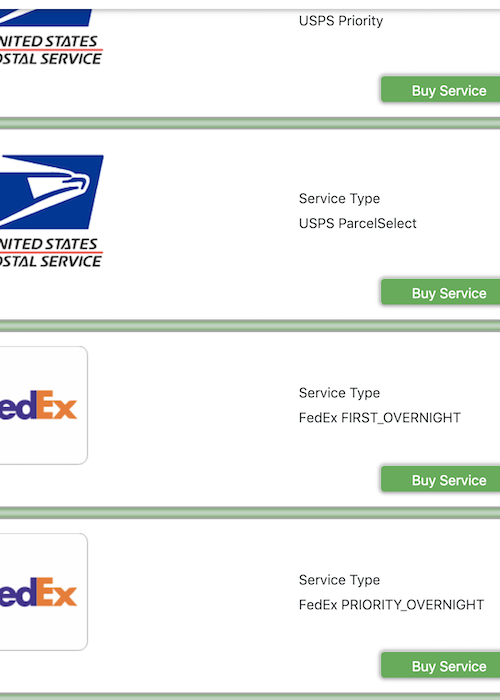 USPS Priority
NITED STATES
OSTAL SERVICE
Buy Service
Service Type
USPS ParcelSelect
NITED STATES
OSTAL SERVICE
Buy Service
Service Type
edEx
FedEx FIRST_OVERNIGHT
Buy Service
Service Type
edEx
FedEx PRIORITY_OVERNIGHT
Buy Service